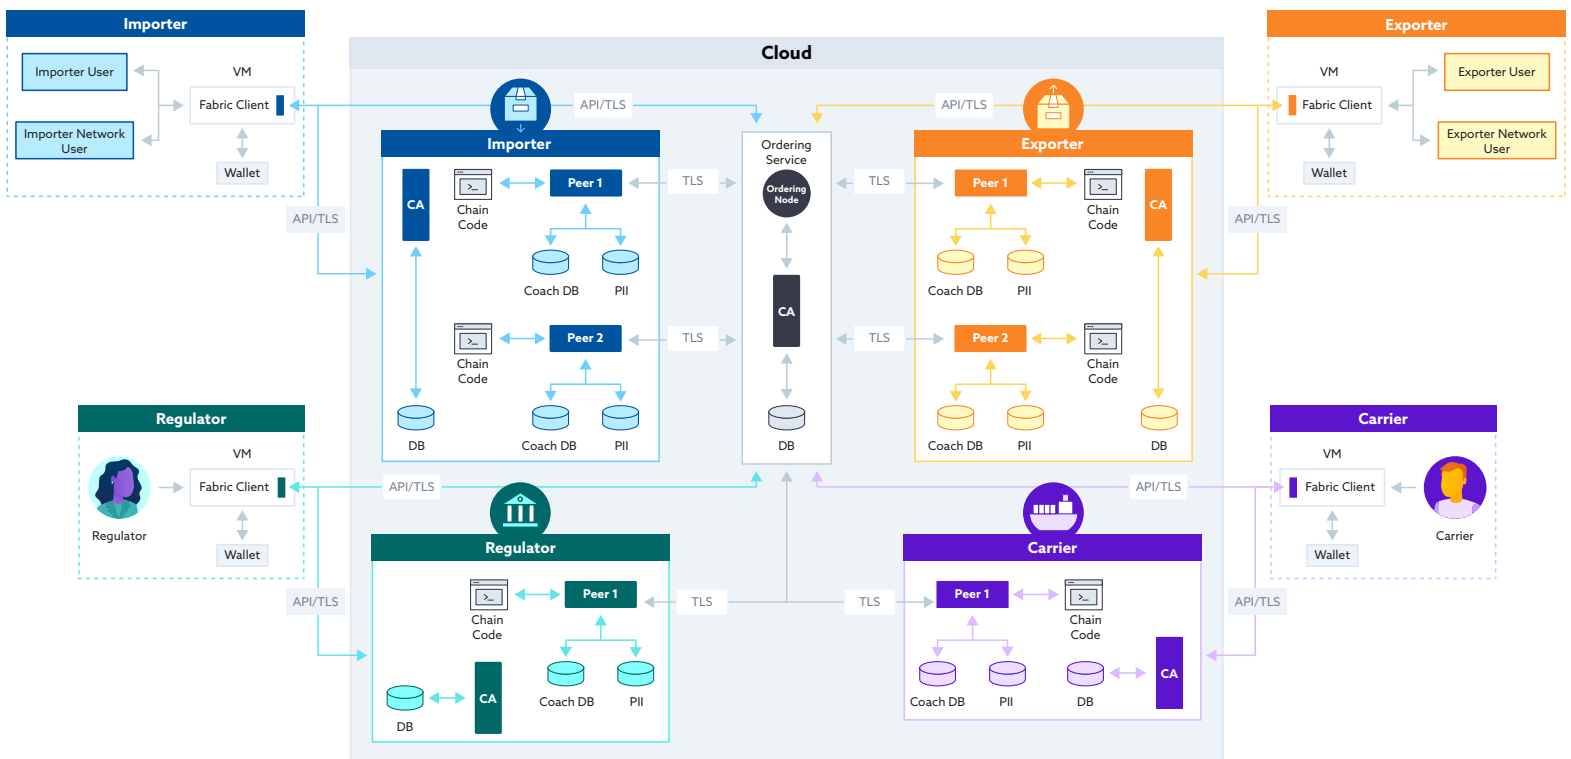 Importer
Importer User
Importer Network
User
VM
Fabric Client
Wallet
API/TLS
Cloud
API/TLS
API/TLS
Importer
CA
DB
Chain
Code
Peer 1
Coach DB
PII
Chain
Code
Peer 2
Coach DB
PII
TLS
TLS
Ordering
Service
Ordering
Node
CA
DB
TLS
TLS
Exporter
Peer 1
Chain
Code
Coach DB
PII
Peer 2
Chain
Code
Coach DB
PII
CA
DB
Exporter
VM
Fabric Client
Wallet
Exporter User
Exporter Network
User
API/TLS
Regulator
Regulator
VM
Fabric Client
Wallet
API/TLS
API/TLS
Regulator
Chain
Code
Peer 1
Coach DB
PII
DB
CA
TLS
TLS
API/TLS
Carrier
Peer 1
Chain
Code
Coach DB
PII
DB
CA
Carrier
VM
Fabric Client
Wallet
Carrier
API/TLS